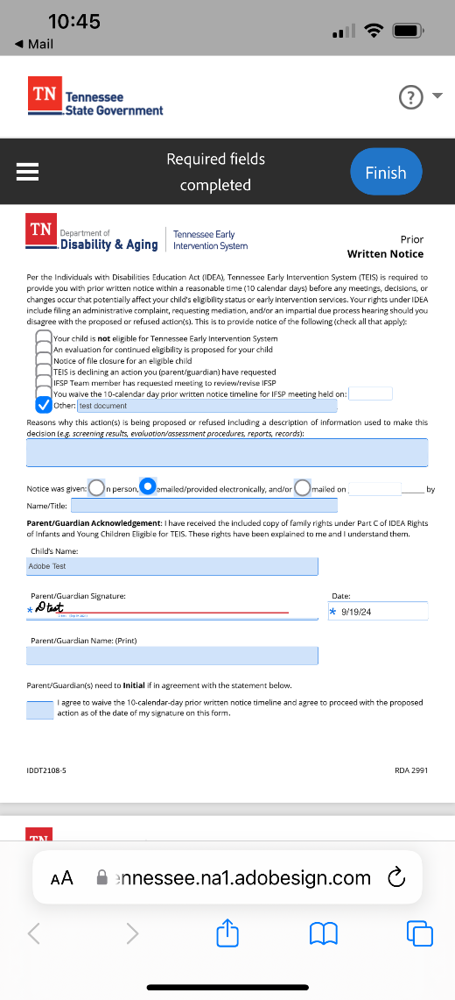 10:45
◀ Mail
TN Tennessee
State Government
?
Required fields
completed
Finish
TN Department of
Disability & Aging
Tennessee Early
Intervention System
Prior
Written Notice
Per the Individuals with Disabilities Education Act (IDEA), Tennessee Early Intervention System (TEIS) is required to
provide you with prior written notice within a reasonable time (10 calendar days) before any meetings, decisions, or
changes occur that potentially affect your child's eligibility status or early intervention services. Your rights under IDEA
include filing an administrative complaint, requesting mediation, and/or an impartial due process hearing should you
disagree with the proposed or refused action(s). This is to provide notice of the following (check all that apply):
Your child is not eligible for Tennessee Early Intervention System
An evaluation for continued eligibility is proposed for your child
Notice of file closure for an eligible child
TEIS is declining an action you (parent/guardian) have requested
IFSP Team member has requested meeting to review/revise IFSP
You waive the 10-calendar day prior written notice timeline for IFSP meeting held on:
Other: test document
Reasons why this action(s) is being proposed or refused including a description of information used to make this
decision (e.g. screening results, evaluation/assessment procedures, reports, records):
Notice was given: n person, emailed/provided electronically, and/or mailed on ______ by
Name/Title:
Parent/Guardian Acknowledgement: I have received the included copy of family rights under Part C of IDEA Rights
of Infants and Young Children Eligible for TEIS. These rights have been explained to me and I understand them.
Child's Name:
Adobe Test
Parent/Guardian Signature:
Date:
* D test
* 9/19/24
Parent/Guardian Name: (Print)
Parent/Guardian(s) need to Initial if in agreement with the statement below.
I agree to waive the 10-calendar-day prior written notice timeline and agree to proceed with the proposed
action as of the date of my signature on this form.
IDDT2108-5
RDA 2991
TN
AA ennessee.na1.adobesign.com